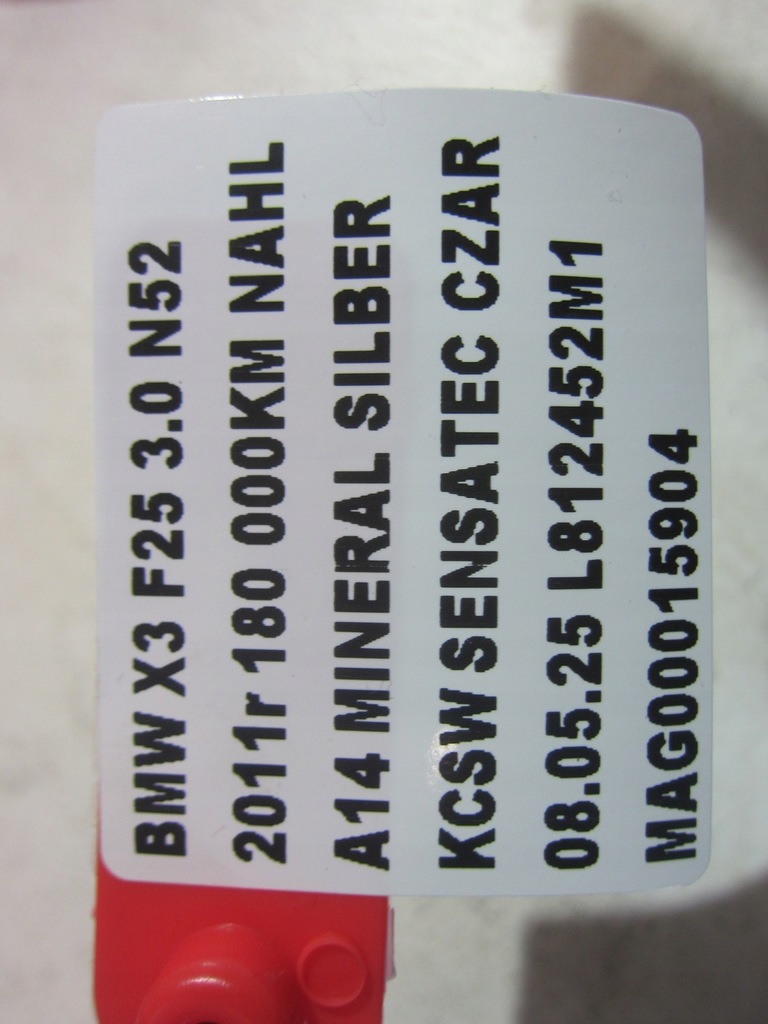 BMW X3 F25 3.0 N52
2011r 180 000KM NAHL
A14 MINERAL SILBER
KCSW SENSATEC CZAR
08.05.25 L812452M1
MAG00015904